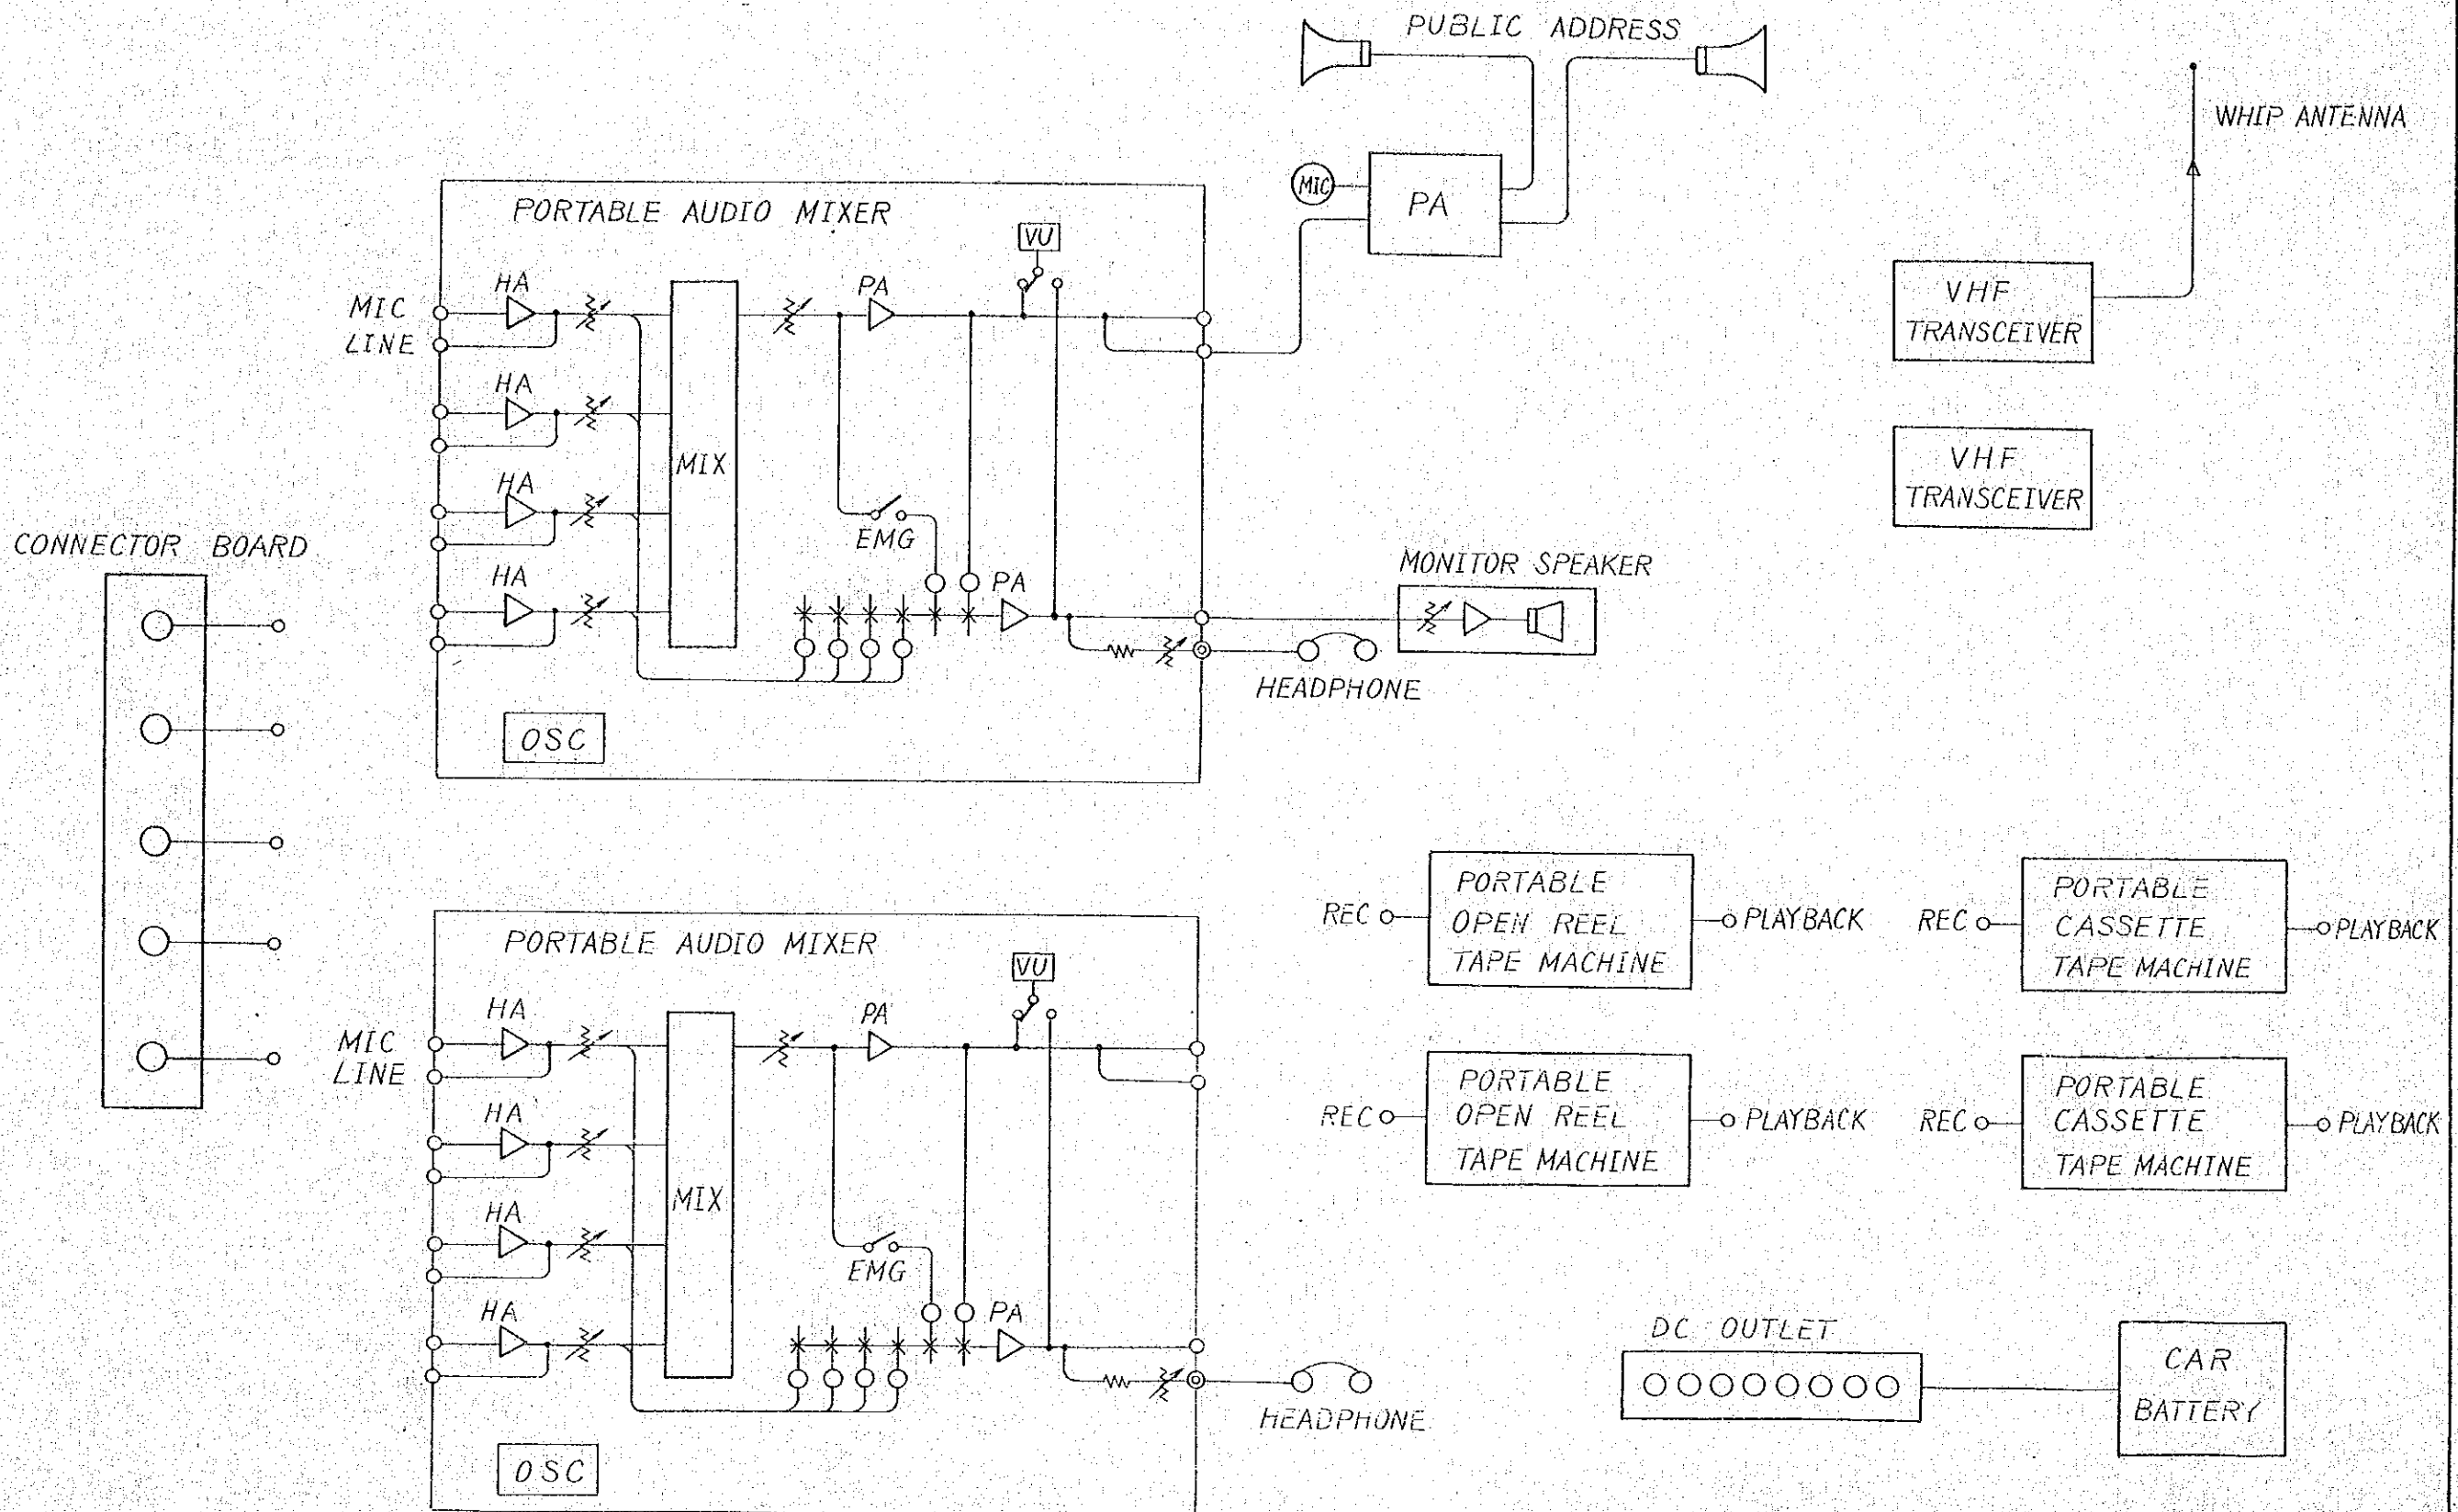 PUBLIC ADDRESS
WHIP ANTENNA
MIC
PA
PORTABLE AUDIO MIXER
VU
HA
PA
MIC
LINE
VHF
TRANSCEIVER
HA
VHF
TRANSCEIVER
MIX
HA
EMG
CONNECTOR BOARD
MONITOR SPEAKER
HA
PA
HEADPHONE
OSC
PORTABLE
OPEN REEL
TAPE MACHINE
REC
PLAYBACK
PORTABLE
CASSETTE
TAPE MACHINE
REC
PLAYBACK
PORTABLE AUDIO MIXER
VU
HA
PA
MIC
LINE
PORTABLE
OPEN REEL
TAPE MACHINE
REC
PLAYBACK
PORTABLE
CASSETTE
TAPE MACHINE
REC
PLAYBACK
HA
MIX
HA
EMG
HA
PA
DC OUTLET
CAR
BATTERY
HEADPHONE
OSC